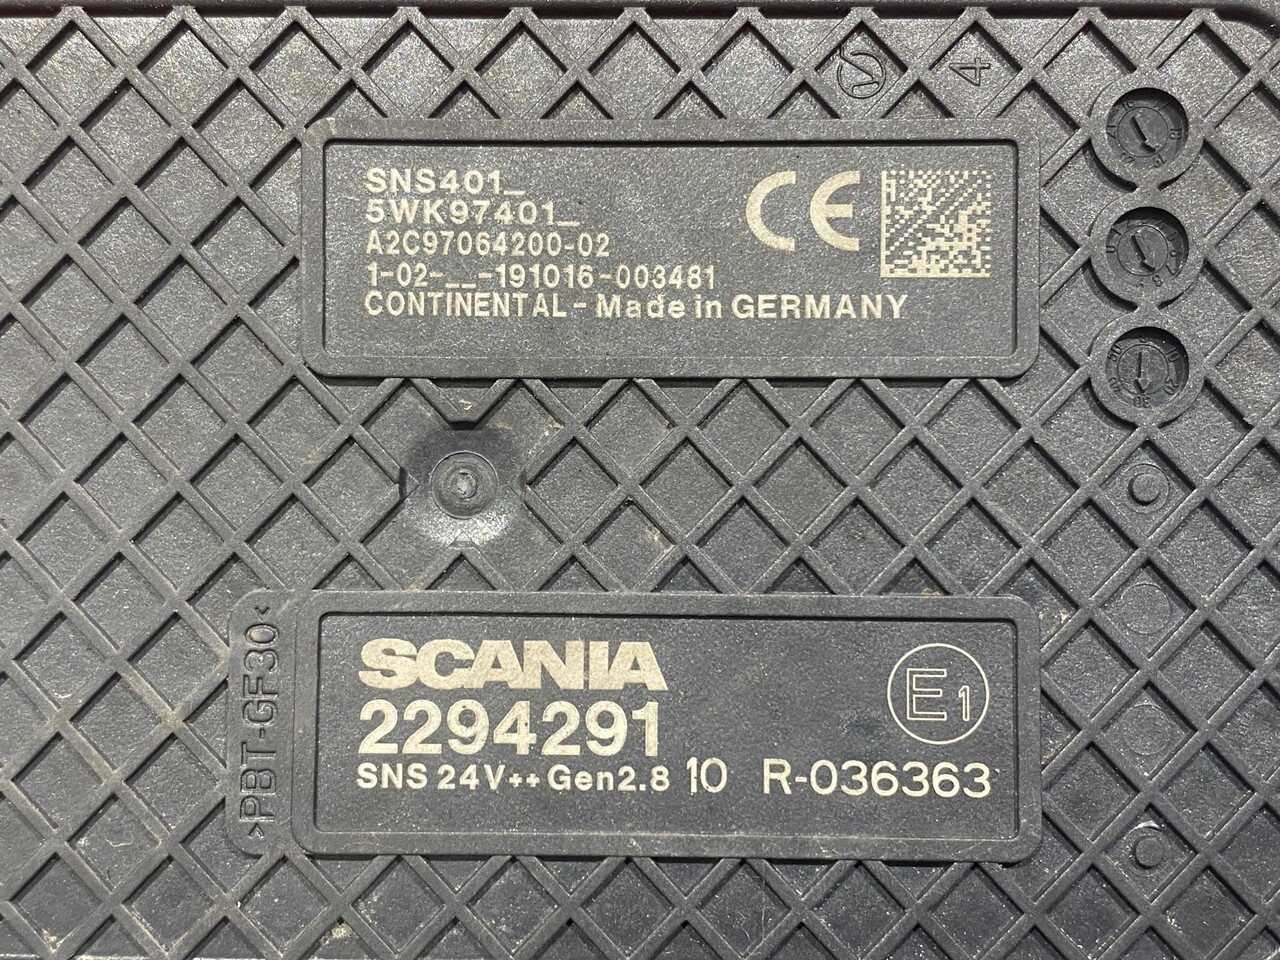 4
SNS401_
5WK97401_
A2C97064200-02
1-02-__-191016-003481
CONTINENTAL - Made in GERMANY
CE
>PBT-GF30<
SCANIA
2294291
SNS 24V++ Gen2.8 10 R-036363
E1